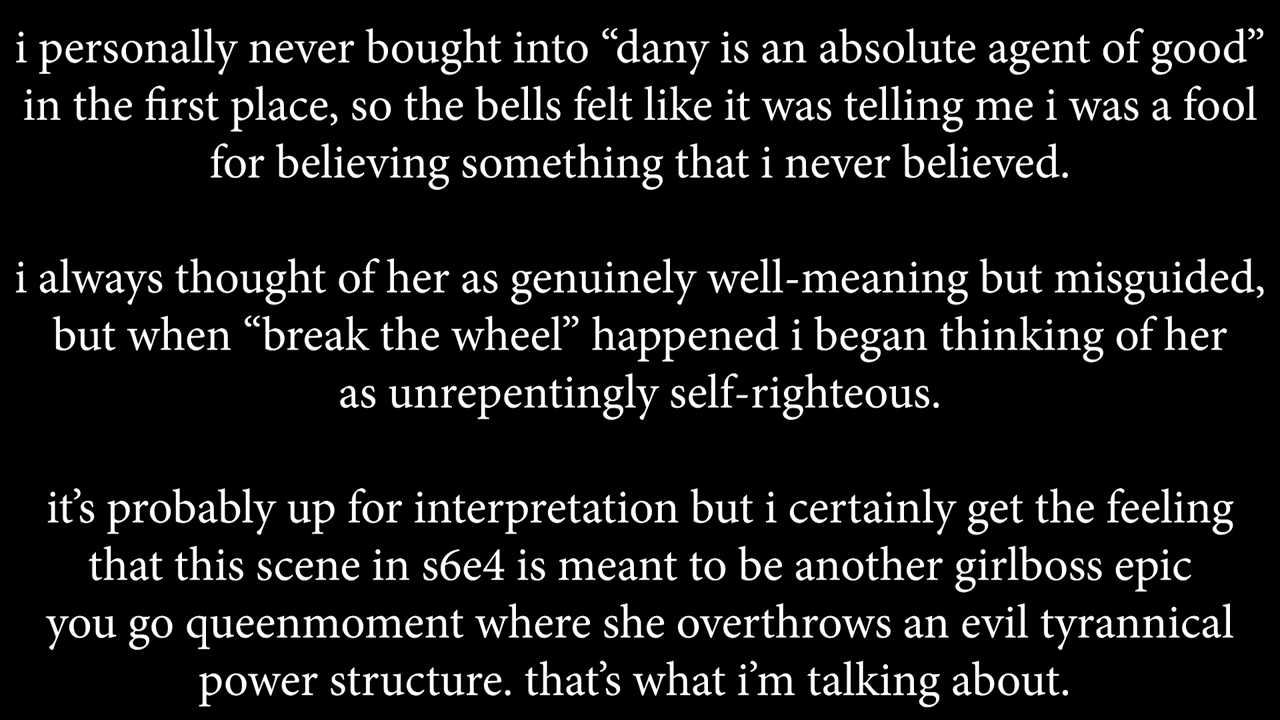 i personally never bought into “dany is an absolute agent of good”
in the first place, so the bells felt like it was telling me i was a fool
for believing something that i never believed.
i always thought of her as genuinely well-meaning but misguided,
but when “break the wheel” happened i began thinking of her
as unrepentingly self-righteous.
it’s probably up for interpretation but i certainly get the feeling
that this scene in s6e4 is meant to be another girlboss epic
you go queenmoment where she overthrows an evil tyrannical
power structure. that’s what i’m talking about.